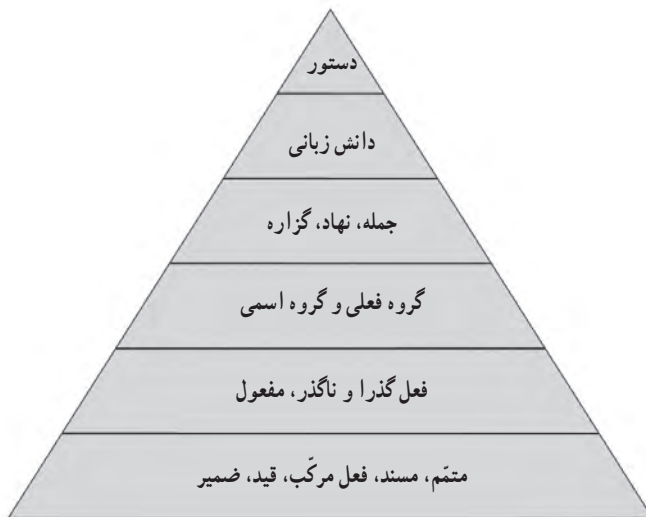 دستور
دانش زبانی
جمله، نهاد، گزاره
گروه فعلی و گروه اسمی
فعل گذرا و ناگذر، مفعول
متمّم، مسند، فعل مرکّب، قید، ضمیر